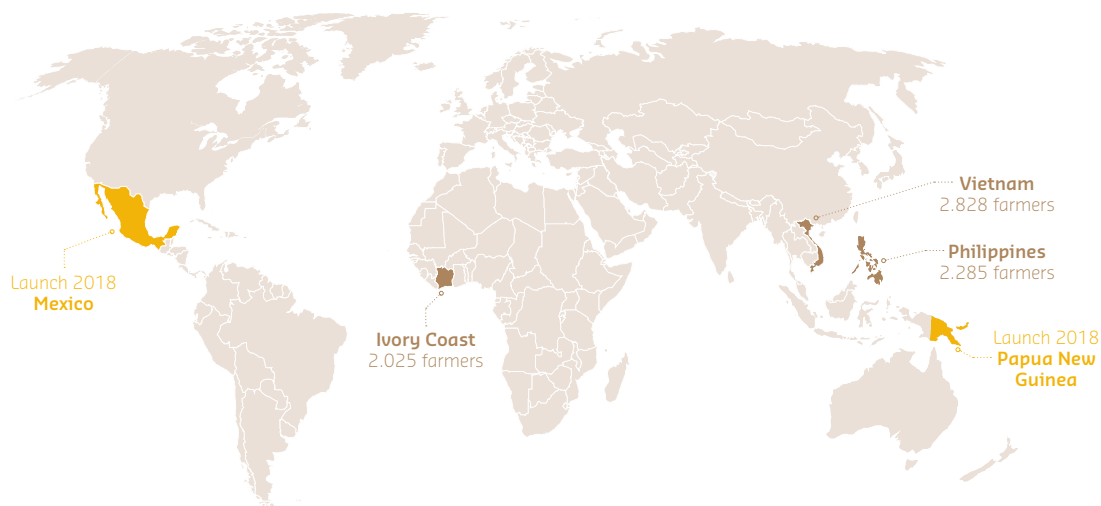 Vietnam
2.828 farmers
Philippines
2.285 farmers
Launch 2018
Mexico
Ivory Coast
2.025 farmers
Launch 2018
Papua New
Guinea